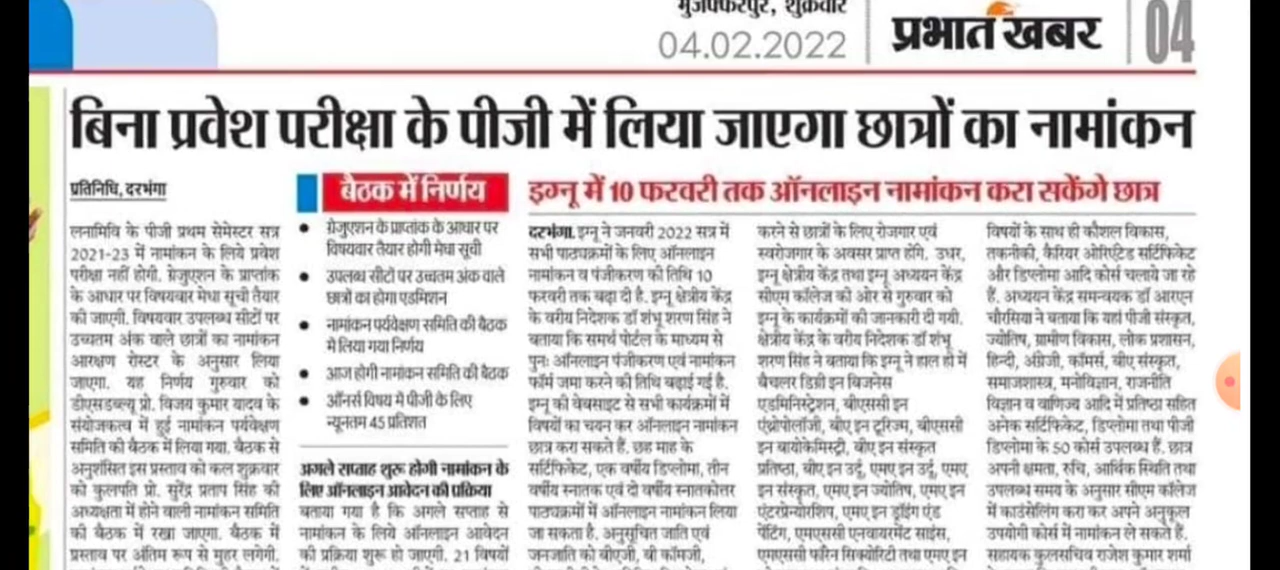 मुजफ्फरपुर, शुक्रवार
04.02.2022
प्रभात खबर
04
बिना प्रवेश परीक्षा के पीजी में लिया जाएगा छात्रों का नामांकन
प्रतिनिधि, दरभंगा
लनामिवि के पीजी प्रथम सेमेस्टर सत्र
2021-23 में नामांकन के लिये प्रवेश
परीक्षा नहीं होगी. ग्रेजुएशन के प्राप्तांक
के आधार पर विषयवार मेधा सूची तैयार
की जाएगी. विषयवार उपलब्ध सीटों पर
उच्चतम अंक वाले छात्रों का नामांकन
आरक्षण रोस्टर के अनुसार लिया
जाएगा. यह निर्णय गुरुवार को
डीएसडब्ल्यू प्रो. विजय कुमार यादव के
संयोजकत्व में हुई नामांकन पर्यवेक्षण
समिति की बैठक में लिया गया. बैठक से
अनुशंसित इस प्रस्ताव को कल शुक्रवार
को कुलपति प्रो. सुरेंद्र प्रताप सिंह की
अध्यक्षता में होने वाली नामांकन समिति
की बैठक में रखा जाएगा. बैठक में
प्रस्ताव पर अंतिम रूप से मुहर लगेगी.
बैठक में निर्णय
• ग्रेजुएशन के प्राप्तांक के आधार पर
विषयवार तैयार होगी मेधा सूची
• उपलब्ध सीटों पर उच्चतम अंक वाले
छात्रों का होगा एडमिशन
• नामांकन पर्यवेक्षण समिति की बैठक
में लिया गया निर्णय
• आज होगी नामांकन समिति की बैठक
• ऑनर्स विषय में पीजी के लिए
न्यूनतम 45 प्रतिशत
अगले सप्ताह शुरू होगी नामांकन के
लिए ऑनलाइन आवेदन की प्रक्रिया
बताया गया है कि अगले सप्ताह से
नामांकन के लिये ऑनलाइन आवेदन
की प्रक्रिया शुरू हो जाएगी. 21 विषयों
इग्नू में 10 फरवरी तक ऑनलाइन नामांकन करा सकेंगे छात्र
दरभंगा. इग्नू ने जनवरी 2022 सत्र में
सभी पाठ्यक्रमों के लिए ऑनलाइन
नामांकन व पंजीकरण की तिथि 10
फरवरी तक बढ़ा दी है. इग्नू क्षेत्रीय केंद्र
के वरीय निदेशक डॉ शंभू शरण सिंह ने
बताया कि समर्थ पोर्टल के माध्यम से
पुनः ऑनलाइन पंजीकरण एवं नामांकन
फॉर्म जमा करने की तिथि बढ़ाई गई है.
इग्नू की वेबसाइट से सभी कार्यक्रमों में
विषयों का चयन कर ऑनलाइन नामांकन
छात्र करा सकते हैं. छह माह के
सर्टिफिकेट, एक वर्षीय डिप्लोमा, तीन
वर्षीय स्नातक एवं दो वर्षीय स्नातकोत्तर
पाठ्यक्रमों में ऑनलाइन नामांकन लिया
जा सकता है. अनुसूचित जाति एवं
जनजाति को बीएजी, बी कॉमजी,
करने से छात्रों के लिए रोजगार एवं
स्वरोजगार के अवसर प्राप्त होंगे. उधर,
इग्नू क्षेत्रीय केंद्र तथा इग्नू अध्ययन केंद्र
सीएम कॉलेज की ओर से गुरुवार को
इग्नू के कार्यक्रमों की जानकारी दी गयी.
क्षेत्रीय केंद्र के वरीय निदेशक डॉ शंभू
शरण सिंह ने बताया कि इग्नू ने हाल ही में
बैचलर डिग्री इन बिजनेस
एडमिनिस्ट्रेशन, बीएससी इन
एंथ्रोपोलॉजी, बीए इन टूरिज्म, बीएससी
इन बायोकेमिस्ट्री, बीए इन संस्कृत
प्रतिष्ठा, बीए इन उर्दू, एमए इन उर्दू, एमए
इन संस्कृत, एमए इन ज्योतिष, एमए इन
एंटरप्रेन्योरशिप, एमए इन ड्रॉइंग एंड
पेंटिंग, एमएससी एनवायरमेंट साइंस,
एमएससी फॉरेन सिक्योरिटी तथा एमए इन
विषयों के साथ ही कौशल विकास,
तकनीकी, कैरियर ओरिएंटेड सर्टिफिकेट
और डिप्लोमा आदि कोर्स चलाये जा रहे
हैं. अध्ययन केंद्र समन्वयक डॉ आरएन
चौरसिया ने बताया कि यहां पीजी संस्कृत,
ज्योतिष, ग्रामीण विकास, लोक प्रशासन,
हिन्दी, अंग्रेजी, कॉमर्स, बीए संस्कृत,
समाजशास्त्र, मनोविज्ञान, राजनीति
विज्ञान व वाणिज्य आदि में प्रतिष्ठा सहित
अनेक सर्टिफिकेट, डिप्लोमा तथा पीजी
डिप्लोमा के 50 कोर्स उपलब्ध हैं. छात्र
अपनी क्षमता, रुचि, आर्थिक स्थिति तथा
उपलब्ध समय के अनुसार सीएम कॉलेज
में काउंसेलिंग करा कर अपने अनुकूल
उपयोगी कोर्स में नामांकन ले सकते हैं.
सहायक कुलसचिव राजेश कुमार शर्मा